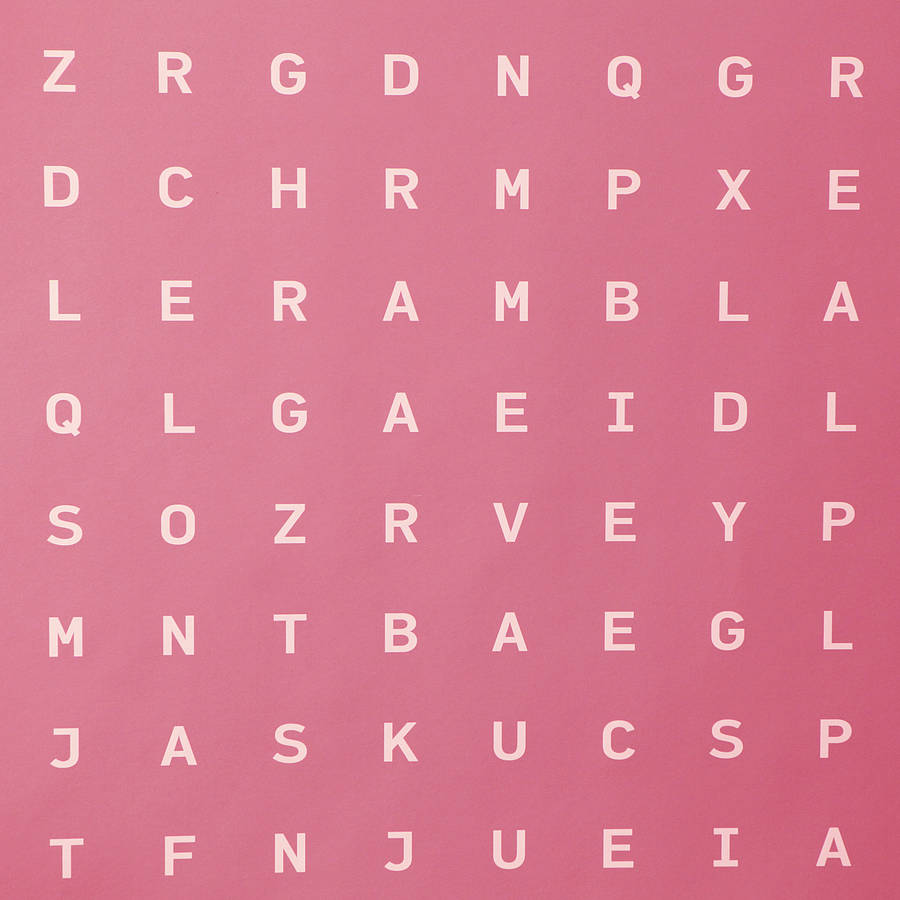 Z R G D N Q G R
D C H R M P X E
L E R A M B L A
Q L G A E I D L
S O Z R V E Y P
M N T B A E G L
J A S K U C S P
T F N J U E I A